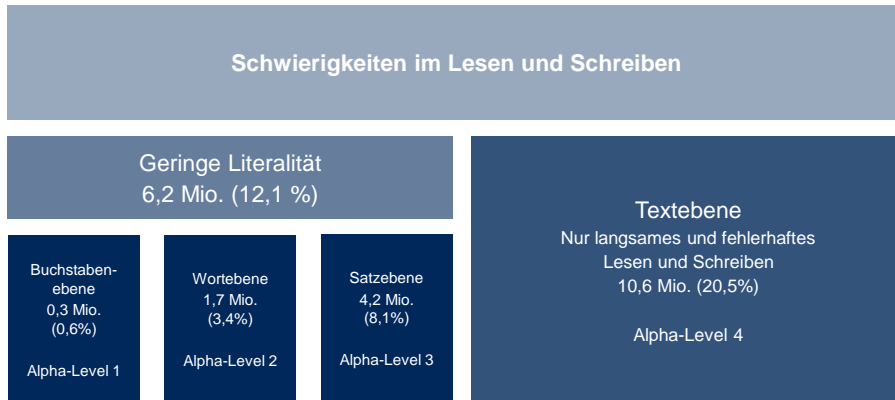 Schwierigkeiten im Lesen und Schreiben
Geringe Literalität
6,2 Mio. (12,1 %)
Buchstaben-
ebene
0,3 Mio.
(0,6%)
Alpha-Level 1
Wortebene
1,7 Mio.
(3,4%)
Alpha-Level 2
Satzebene
4,2 Mio.
(8,1%)
Alpha-Level 3
Textebene
Nur langsames und fehlerhaftes
Lesen und Schreiben
10,6 Mio. (20,5%)
Alpha-Level 4